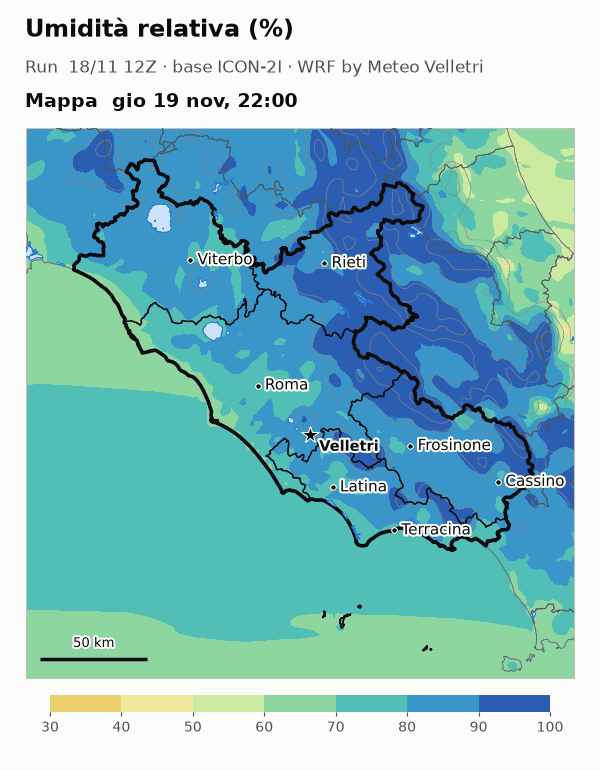 Umidità relativa (%)
Run 18/11 12Z · base ICON-2I · WRF by Meteo Velletri
Mappa gio 19 nov, 22:00
Viterbo
Rieti
Roma
Velletri
Frosinone
Cassino
Latina
Terracina
50 km
30 40 50 60 70 80 90 100